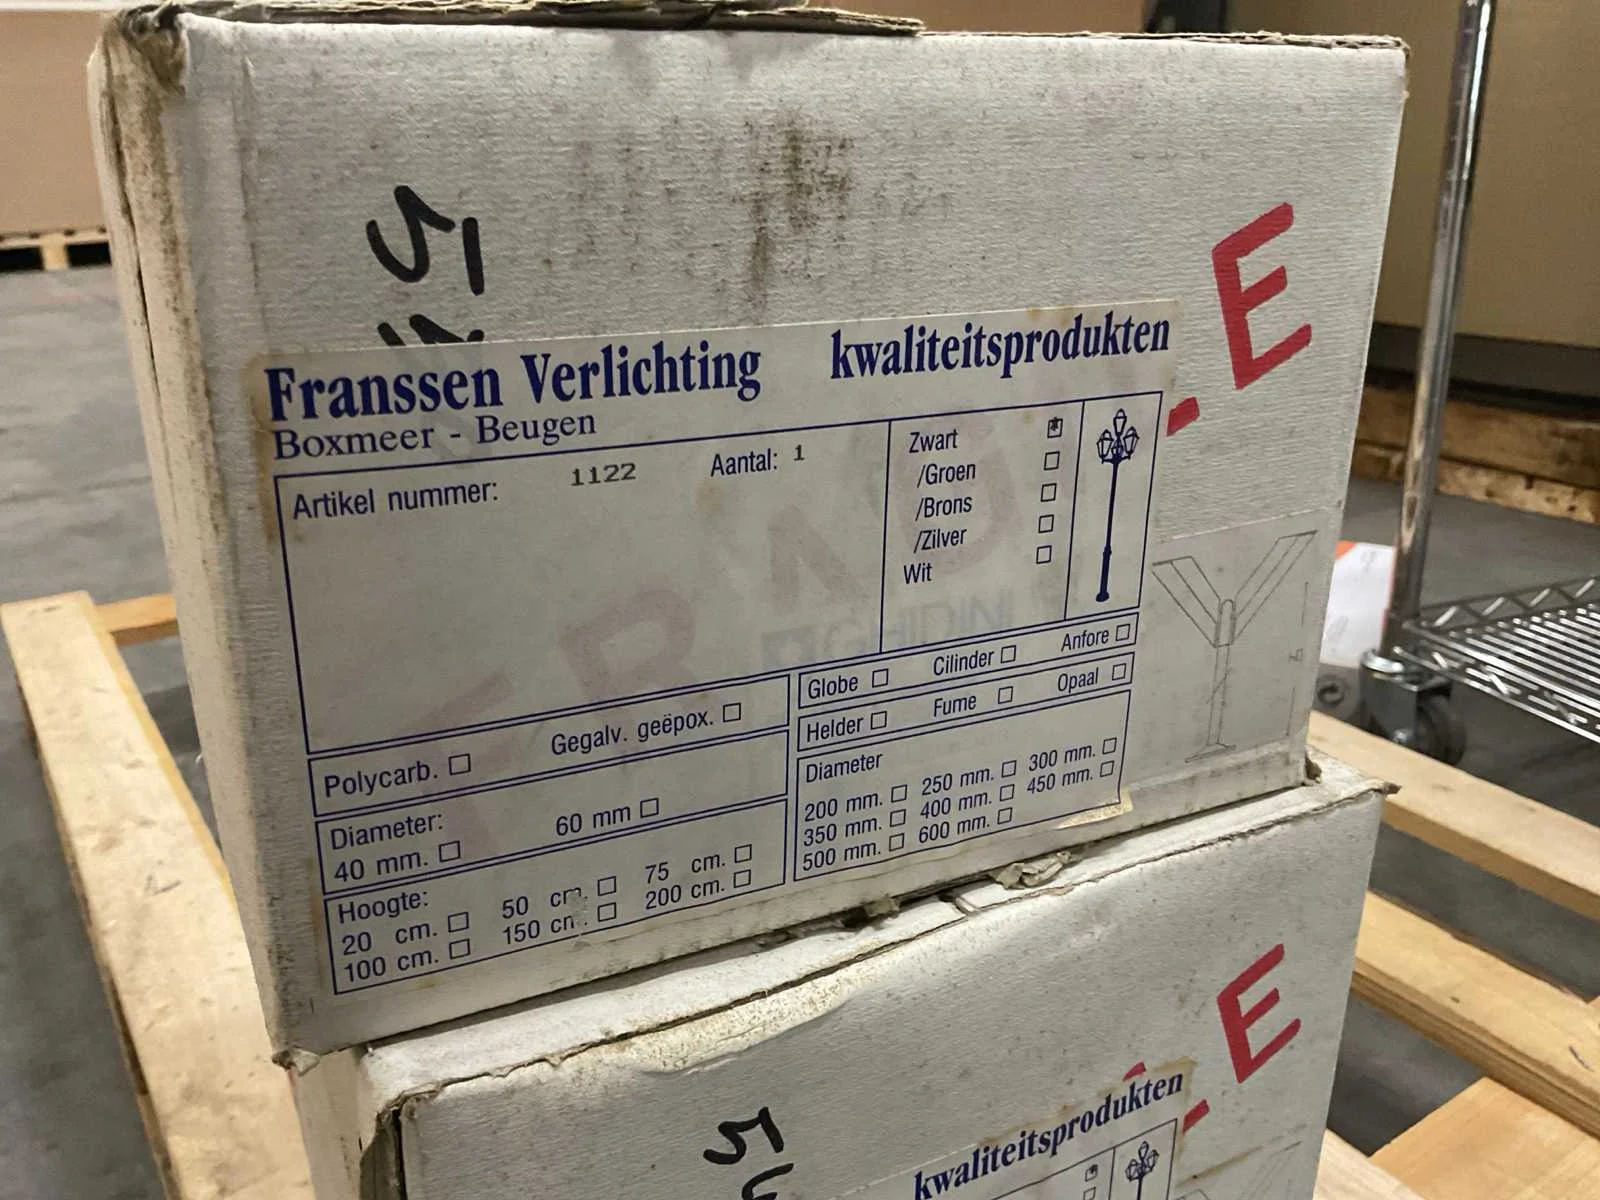 E
Franssen Verlichting kwaliteitsprodukten
Boxmeer - Beugen
Artikel nummer: 1122 Aantal: 1
Zwart
/Groen
/Brons
/Zilver
Wit
FRAG
GHIDINI
Globe Cilinder Anfore
Helder Fume Opaal
Polycarb. Gegalv. geëpox.
Diameter:
40 mm. 60 mm
Hoogte:
20 cm. 50 cm. 75 cm.
100 cm. 150 cm. 200 cm.
Diameter
200 mm. 250 mm. 300 mm.
350 mm. 400 mm. 450 mm.
500 mm. 600 mm.
E
kwaliteitsprodukten